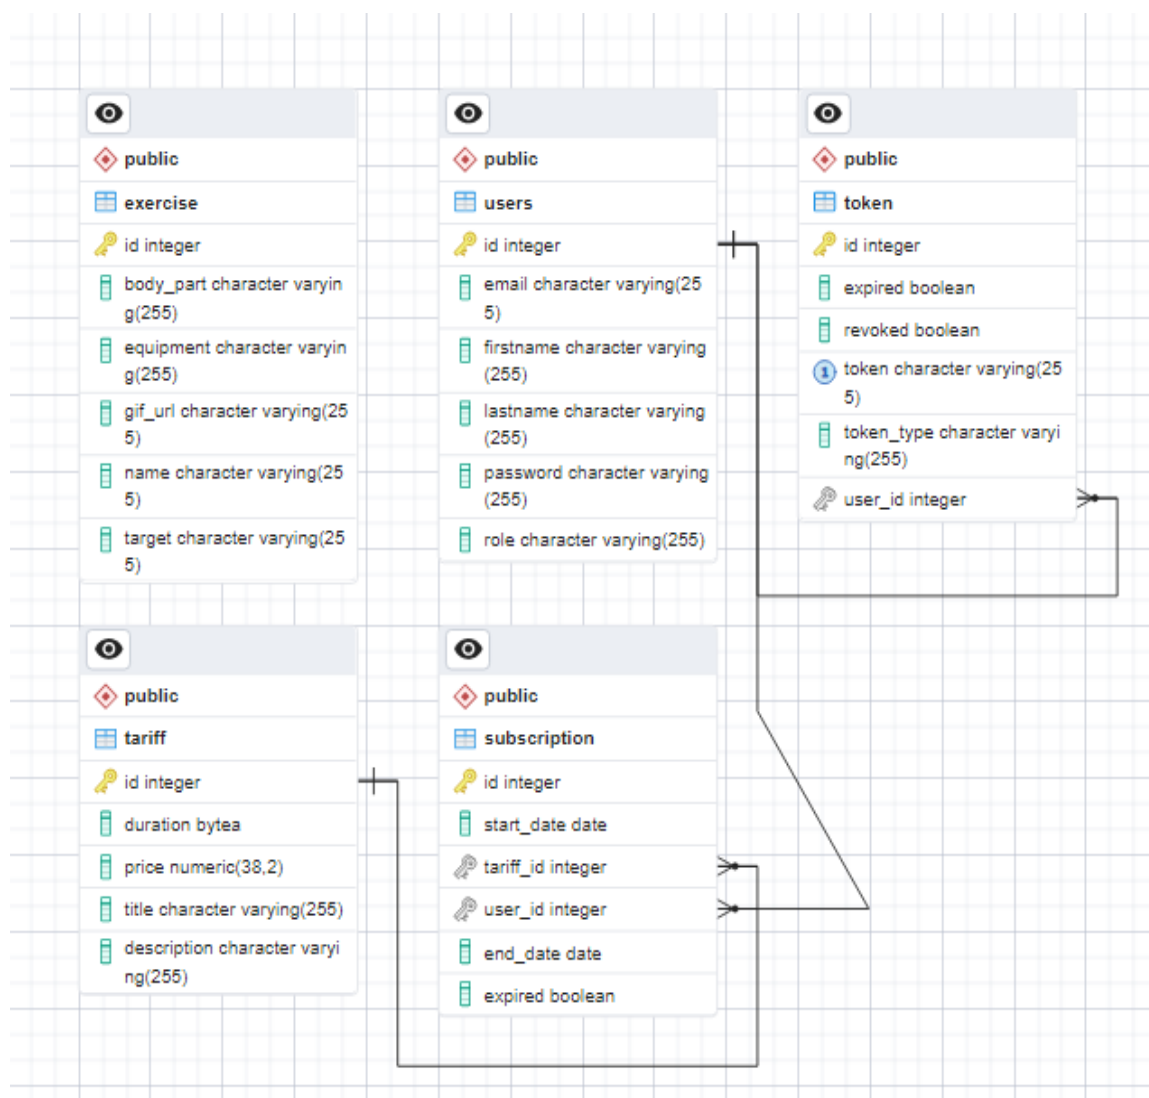 public
exercise
id integer
body_part character varyin
g(255)
equipment character varyin
g(255)
gif_url character varying(25
5)
name character varying(25
5)
target character varying(25
5)
public
users
id integer
email character varying(25
5)
firstname character varying
(255)
lastname character varying
(255)
password character varying
(255)
role character varying(255)
public
token
id integer
expired boolean
revoked boolean
1
token character varying(25
5)
token_type character varyi
ng(255)
user_id integer
public
tariff
id integer
duration bytea
price numeric(38,2)
title character varying(255)
description character varyi
ng(255)
public
subscription
id integer
start_date date
tariff_id integer
user_id integer
end_date date
expired boolean